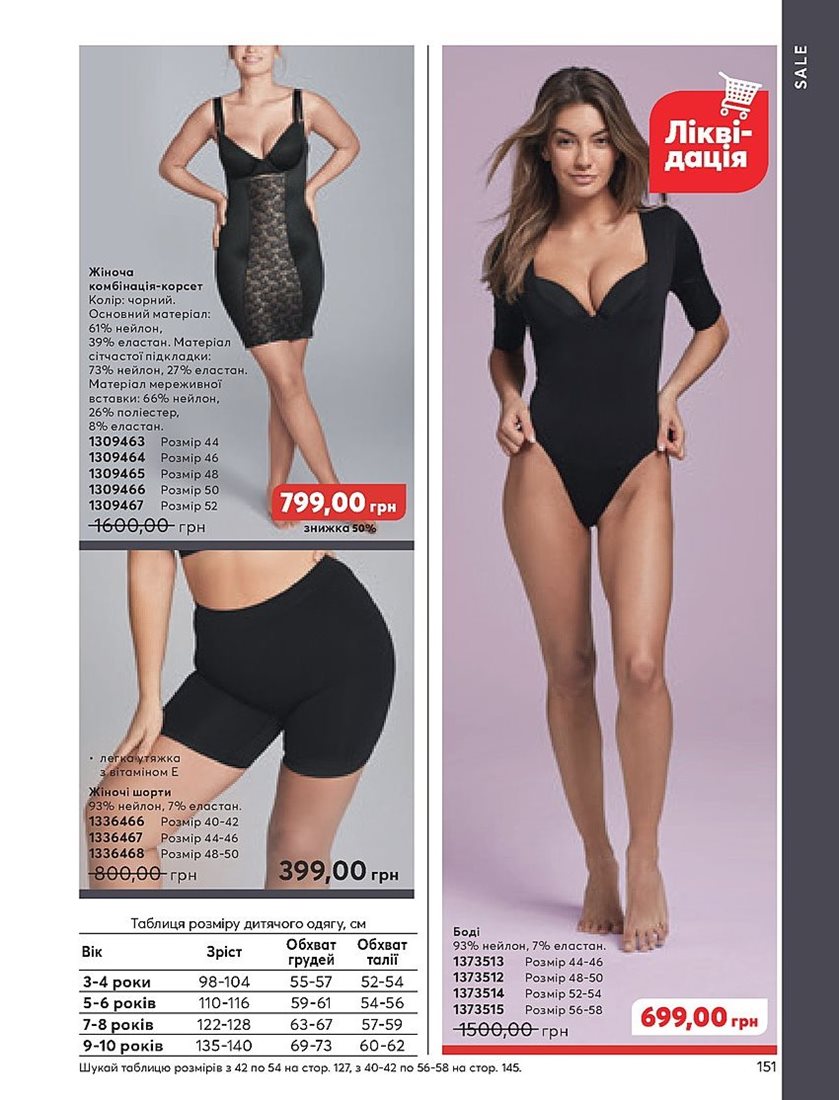 SALE
Лікві-
дація
Жіноча
комбінація-корсет
Колір: чорний.
Основний матеріал:
61% нейлон,
39% еластан. Матеріал
сітчастої підкладки:
73% нейлон, 27% еластан.
Матеріал мереживної
вставки: 66% нейлон,
26% поліестер,
8% еластан.
1309463 Розмір 44
1309464 Розмір 46
1309465 Розмір 48
1309466 Розмір 50
1309467 Розмір 52
1600,00 грн
799,00 грн
знижка 50%
• легка утяжка
з вітаміном Е
Жіночі шорти
93% нейлон, 7% еластан.
1336466 Розмір 40-42
1336467 Розмір 44-46
1336468 Розмір 48-50
800,00 грн
399,00 грн
Таблиця розміру дитячого одягу, см
Вік Зріст Обхват грудей Обхват талії
3-4 роки 98-104 55-57 52-54
5-6 років 110-116 59-61 54-56
7-8 років 122-128 63-67 57-59
9-10 років 135-140 69-73 60-62
Боді
93% нейлон, 7% еластан.
1373513 Розмір 44-46
1373512 Розмір 48-50
1373514 Розмір 52-54
1373515 Розмір 56-58
1500,00 грн
699,00 грн
Шукай таблицю розмірів з 42 по 54 на стор. 127, з 40-42 по 56-58 на стор. 145.
151